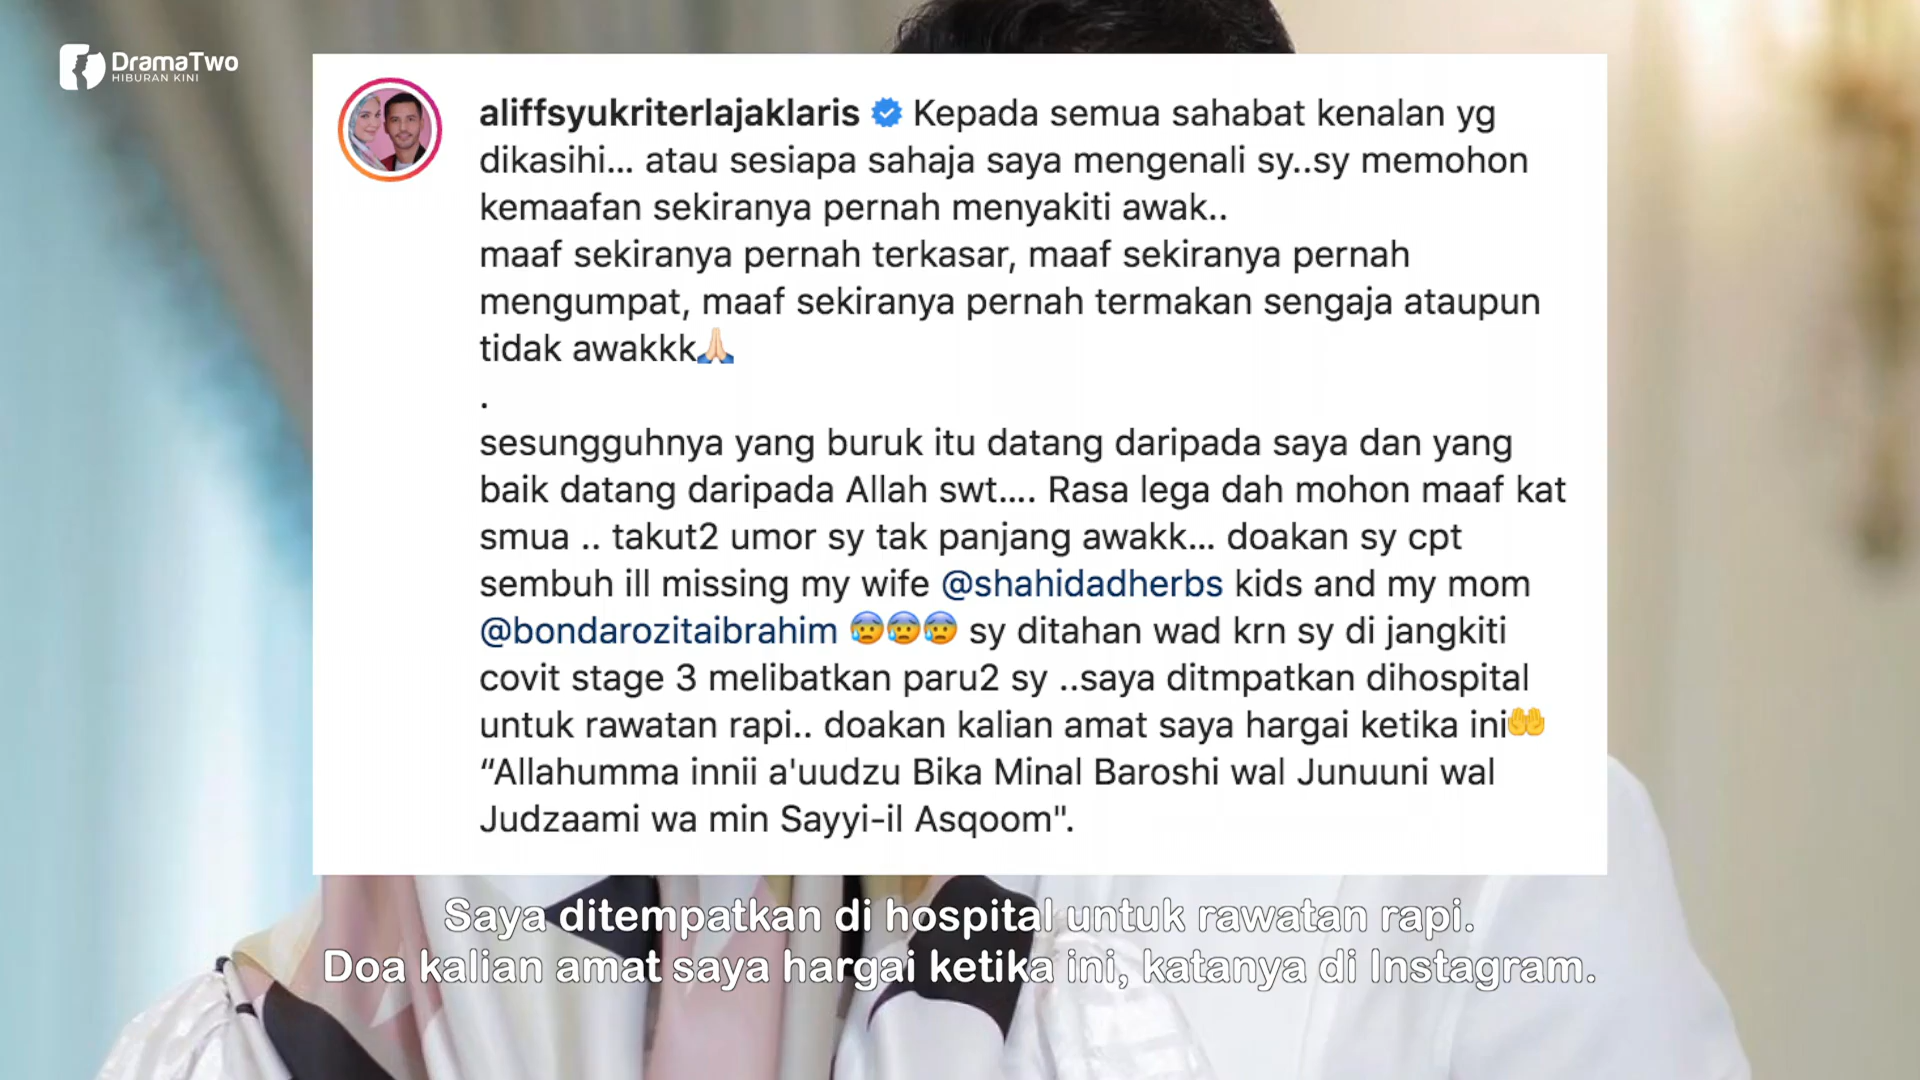 DramaTwo
HIBURAN KINI
aliffsyukriterlajaklaris Kepada semua sahabat kenalan yg
dikasihi... atau sesiapa sahaja saya mengenali sy..sy memohon
kemaafan sekiranya pernah menyakiti awak..
maaf sekiranya pernah terkasar, maaf sekiranya pernah
mengumpat, maaf sekiranya pernah termakan sengaja ataupun
tidak awakkk🙏🏻
.
sesungguhnya yang buruk itu datang daripada saya dan yang
baik datang daripada Allah swt.... Rasa lega dah mohon maaf kat
smua .. takut2 umor sy tak panjang awakk... doakan sy cpt
sembuh ill missing my wife @shahidadherbs kids and my mom
@bondarozitaibrahim 😰😰😰 sy ditahan wad krn sy di jangkiti
covit stage 3 melibatkan paru2 sy ..saya ditmpatkan dihospital
untuk rawatan rapi.. doakan kalian amat saya hargai ketika ini🤲
“Allahumma innii a'uudzu Bika Minal Baroshi wal Junuuni wal
Judzaami wa min Sayyi-il Asqoom".
Saya ditempatkan di hospital untuk rawatan rapi.
Doa kalian amat saya hargai ketika ini, katanya di Instagram.